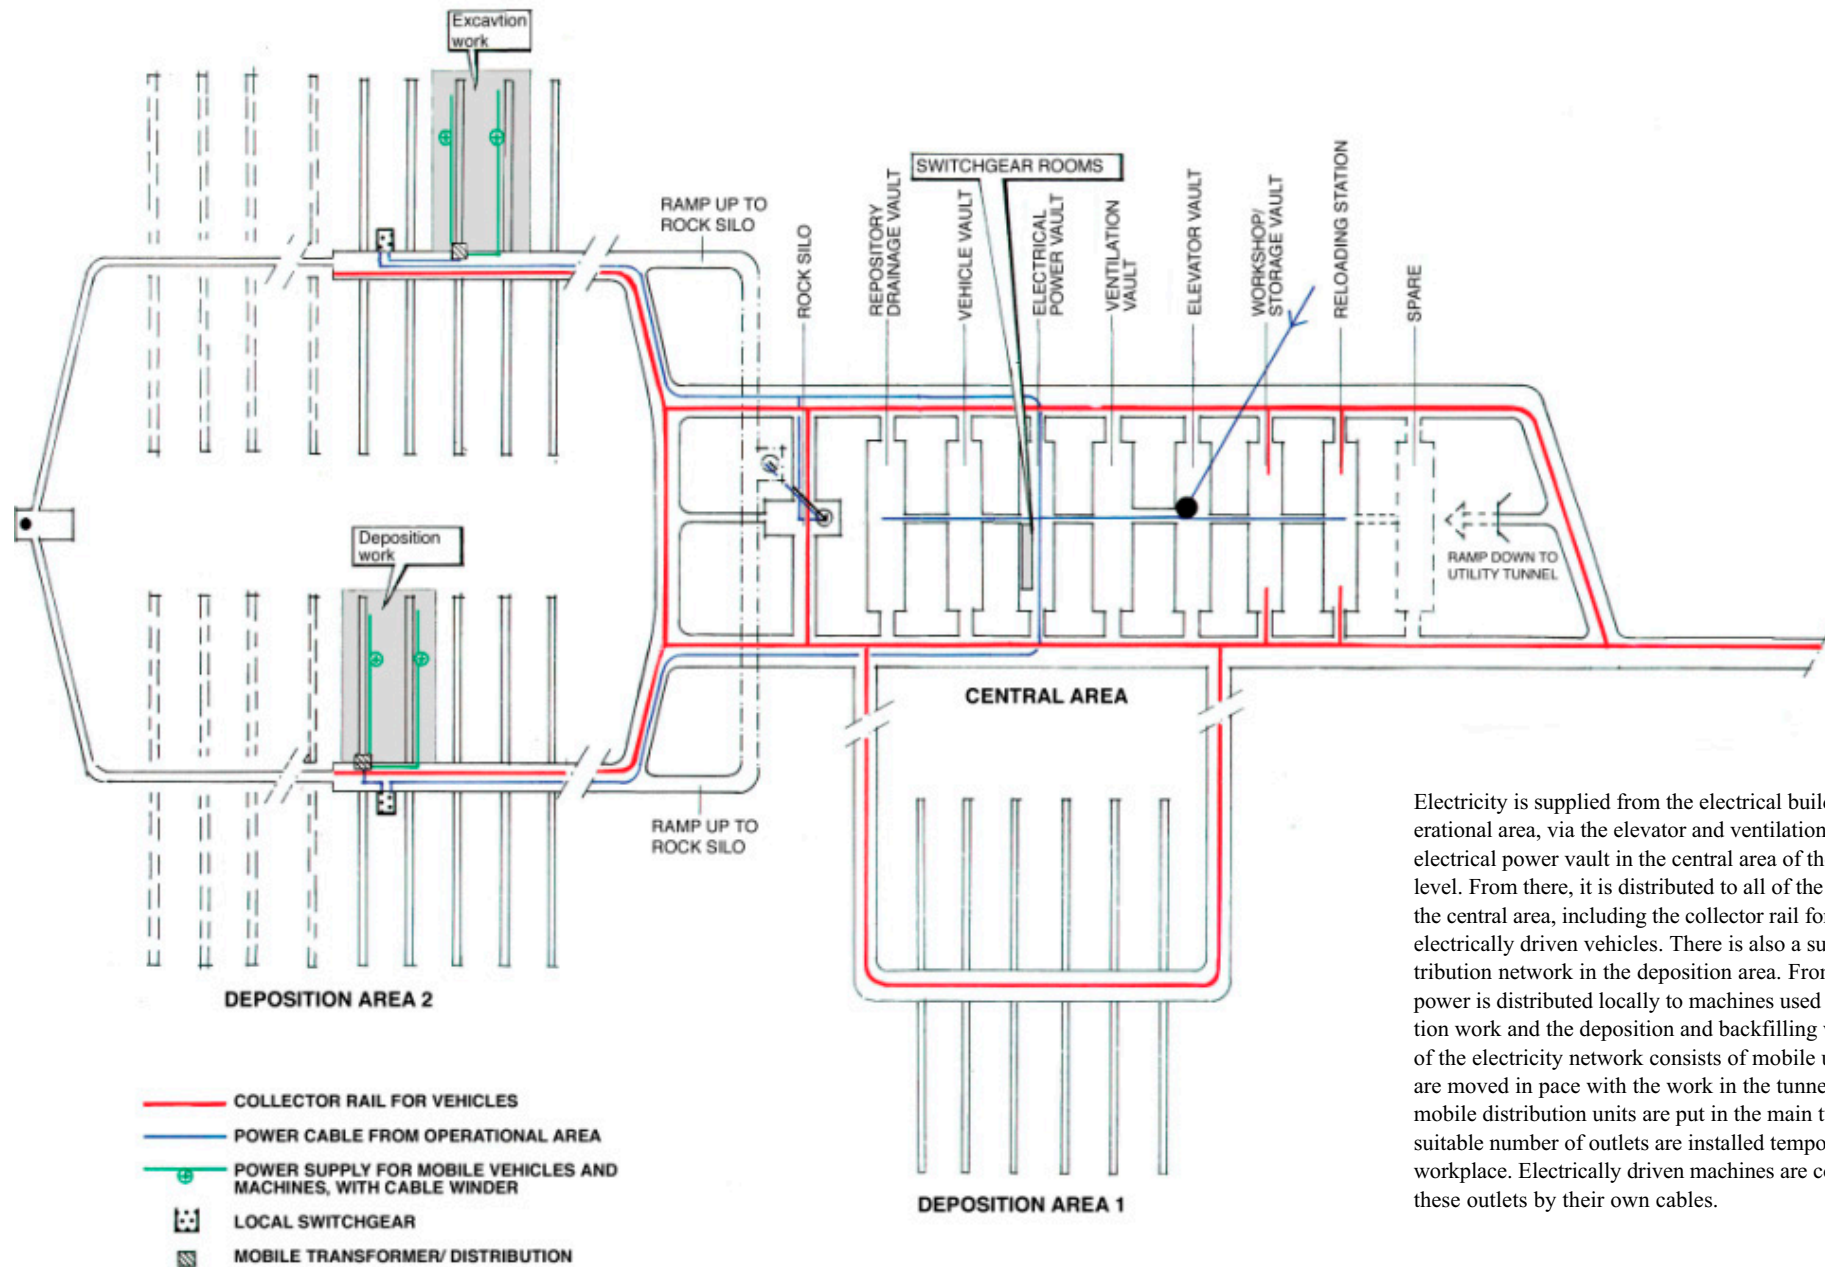 Excavtion
work
SWITCHGEAR ROOMS
RAMP UP TO
ROCK SILO
ROCK SILO
REPOSITORY
DRAINAGE VAULT
VEHICLE VAULT
ELECTRICAL
POWER VAULT
VENTILATION
VAULT
ELEVATOR VAULT
WORKSHOP/
STORAGE VAULT
RELOADING STATION
SPARE
Deposition
work
RAMP DOWN TO
UTILITY TUNNEL
CENTRAL AREA
RAMP UP TO
ROCK SILO
DEPOSITION AREA 2
DEPOSITION AREA 1
COLLECTOR RAIL FOR VEHICLES
POWER CABLE FROM OPERATIONAL AREA
POWER SUPPLY FOR MOBILE VEHICLES AND
MACHINES, WITH CABLE WINDER
LOCAL SWITCHGEAR
MOBILE TRANSFORMER/ DISTRIBUTION
Electricity is supplied from the electrical buil
erational area, via the elevator and ventilation
electrical power vault in the central area of th
level. From there, it is distributed to all of the
the central area, including the collector rail fo
electrically driven vehicles. There is also a su
tribution network in the deposition area. From
power is distributed locally to machines used
tion work and the deposition and backfilling
of the electricity network consists of mobile u
are moved in pace with the work in the tunne
mobile distribution units are put in the main t
suitable number of outlets are installed tempo
workplace. Electrically driven machines are c
these outlets by their own cables.